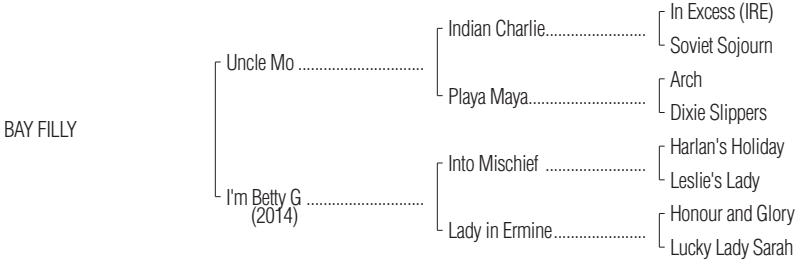 In Excess (IRE)
Indian Charlie.........................
Soviet Sojourn
Uncle Mo ...............................
Arch
Playa Maya.............................
Dixie Slippers
BAY FILLY
Harlan's Holiday
Into Mischief .........................
Leslie's Lady
I'm Betty G .............................
(2014)
Honour and Glory
Lady in Ermine.......................
Lucky Lady Sarah